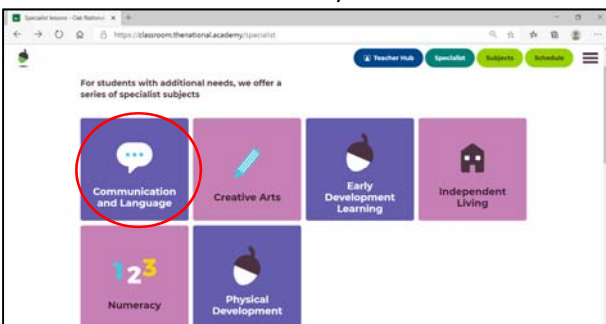 Specialist lessons - Oak National
https://classroom.thenational.academy/specialist
Teacher Hub
Specialist
Subjects
Schedule
For students with additional needs, we offer a
series of specialist subjects
Communication
and Language
Creative Arts
Early
Development
Learning
Independent
Living
123
Numeracy
Physical
Development